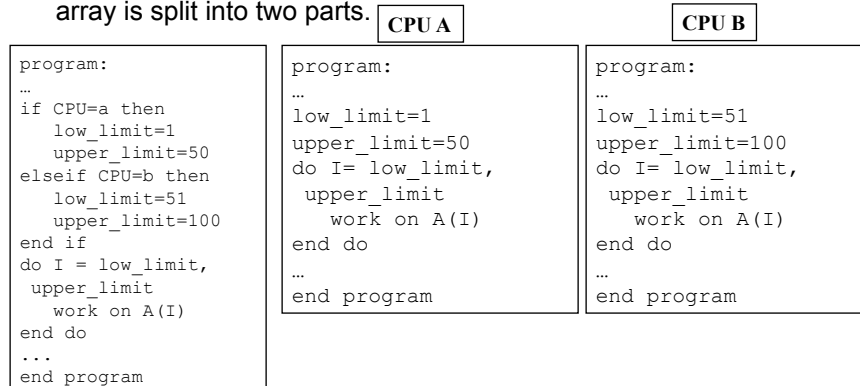 array is split into two parts.
CPU A
CPU B
program:
…
if CPU=a then
   low_limit=1
   upper_limit=50
elseif CPU=b then
   low_limit=51
   upper_limit=100
end if
do I = low_limit,
 upper_limit
   work on A(I)
end do
...
end program
program:
…
low_limit=1
upper_limit=50
do I= low_limit,
 upper_limit
   work on A(I)
end do
…
end program
program:
…
low_limit=51
upper_limit=100
do I= low_limit,
 upper_limit
   work on A(I)
end do
…
end program